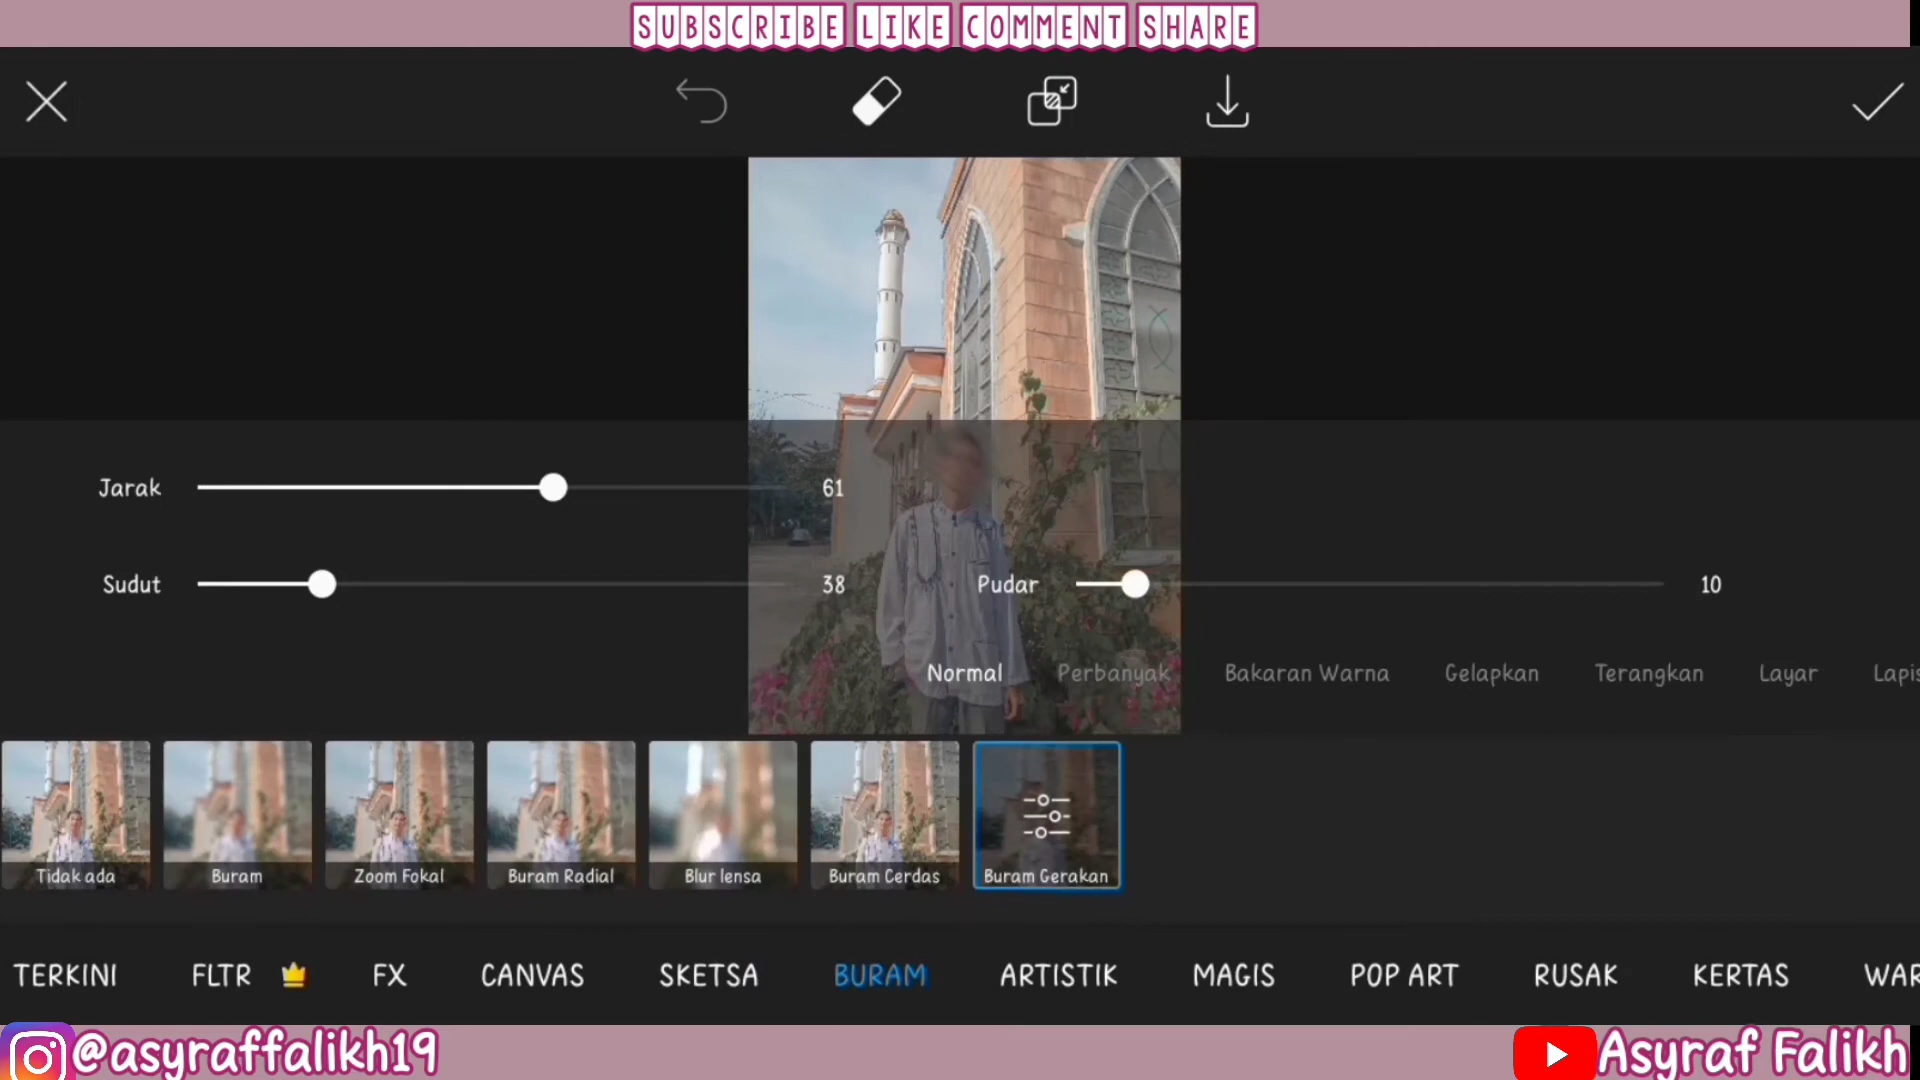 SUBSCRIBE LIKE COMMENT SHARE
Jarak 61
Sudut 38 Pudar 10
Normal Perbanyak Bakaran Warna Gelapkan Terangkan Layar Lapis
Tidak ada Buram Zoom Fokal Buram Radial Blur lensa Buram Cerdas Buram Gerakan
TERKINI FLTR FX CANVAS SKETSA BURAM ARTISTIK MAGIS POP ART RUSAK KERTAS WAR
@asyraffalikh19 Asyraf Falikh